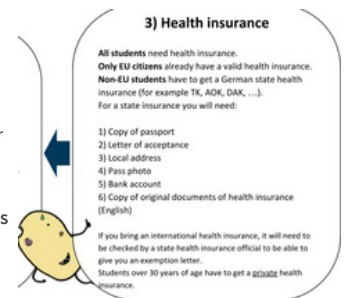 3) Health insurance
All students need health insurance.
Only EU citizens already have a valid health insurance.
Non-EU students have to get a German state health
insurance (for example TK, AOK, DAK, ...).
For a state insurance you will need:
1) Copy of passport
2) Letter of acceptance
3) Local address
4) Pass photo
5) Bank account
6) Copy of original documents of health insurance
(English)
If you bring an international health insurance, it will need to
be checked by a state health insurance official to be able to
give you an exemption letter.
Students over 30 years of age have to get a private health
insurance.